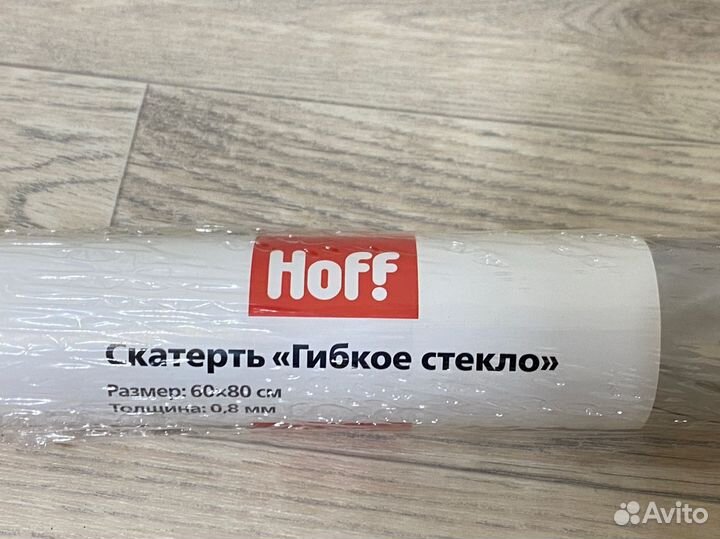 Hoff
Скатерть «Гибкое стекло»
Размер: 60x80 см
Толщина: 0,8 мм
Avito